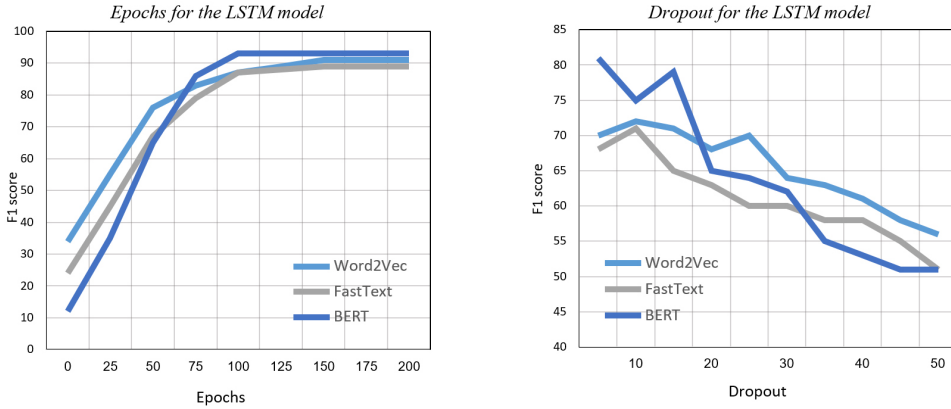 Epochs for the LSTM model
100
90
80
70
60
50
40
30
20
10
0
F1 score
Word2Vec
FastText
BERT
0 25 50 75 100 125 150 175 200
Epochs
Dropout for the LSTM model
85
80
75
70
65
60
55
50
45
40
F1 score
Word2Vec
FastText
BERT
10 20 30 40 50
Dropout